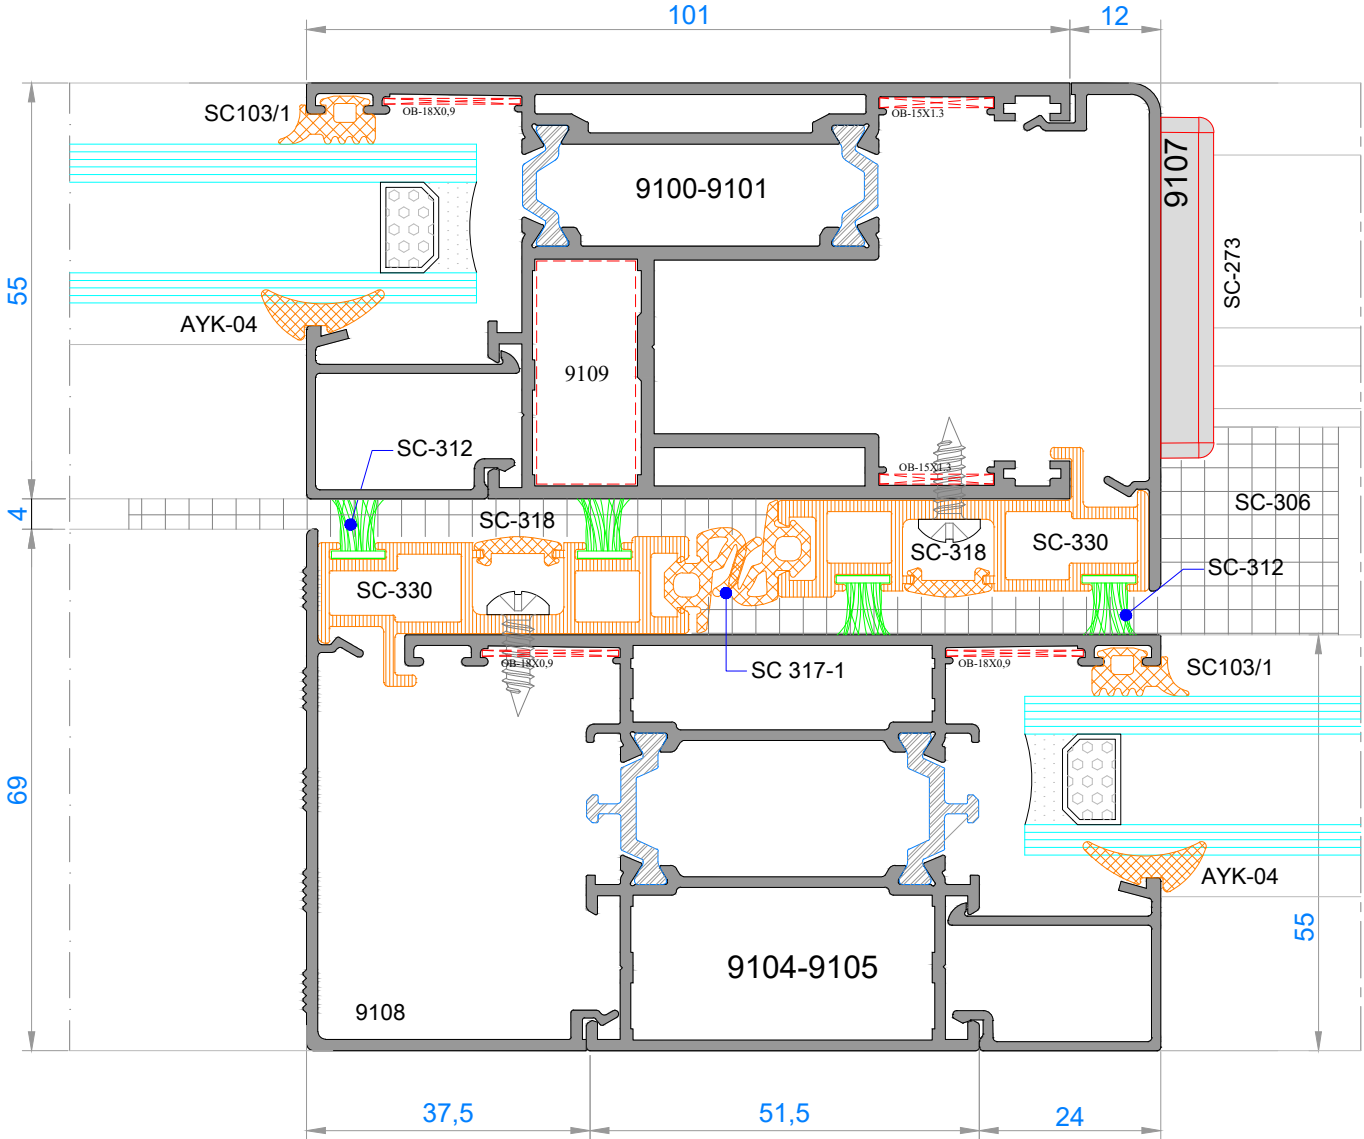 101
12
SC103/1
OB-18X0,9
OB-15X1.3
9107
9100-9101
SC-273
55
AYK-04
9109
SC-312
OB-15X1.3
4
SC-318
SC-306
SC-318
SC-330
SC-312
SC-330
OB-18X0,9
SC 317-1
OB-18X0,9
SC103/1
69
AYK-04
55
9104-9105
9108
37,5
51,5
24